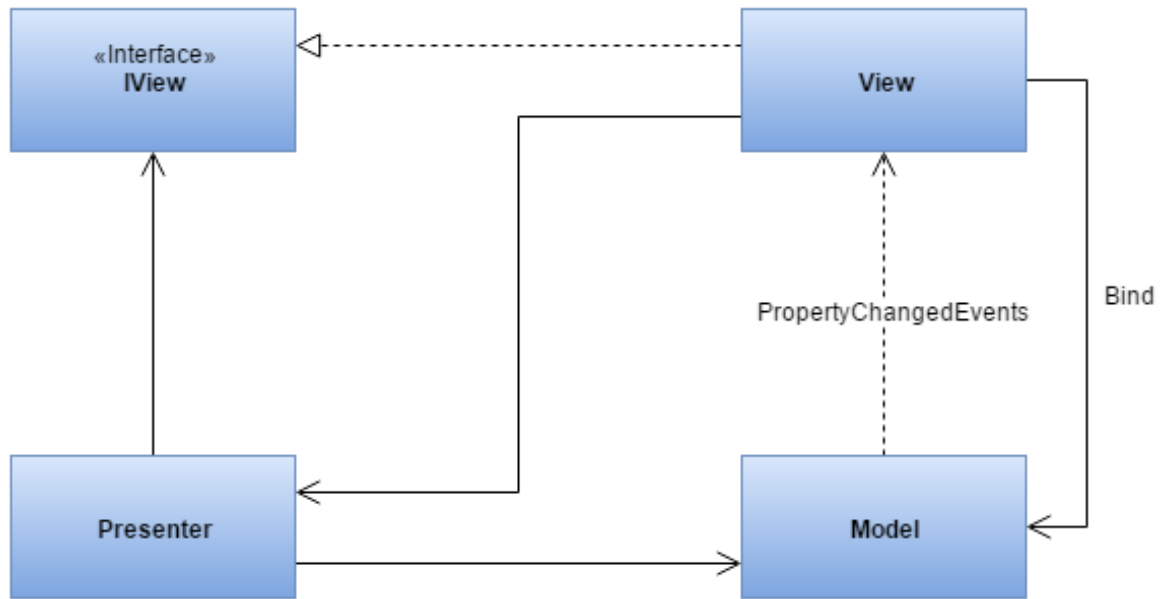 «Interface»
IView
View
PropertyChangedEvents
Bind
Presenter
Model